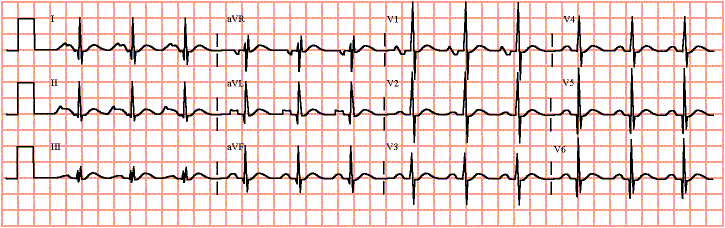 I aVR V1 V4
II aVL V2 V5
III aVF V3 V6